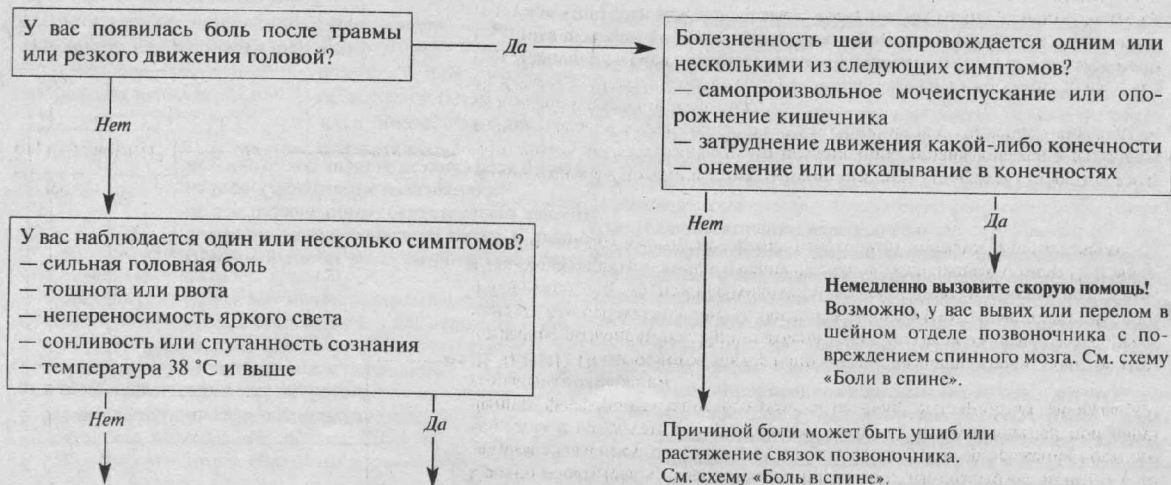 У вас появилась боль после травмы
или резкого движения головой?
Да
Болезненность шеи сопровождается одним или
несколькими из следующих симптомов?
— самопроизвольное мочеиспускание или опо-
рожнение кишечника
— затруднение движения какой-либо конечности
— онемение или покалывание в конечностях
Нет
У вас наблюдается один или несколько симптомов?
— сильная головная боль
— тошнота или рвота
— непереносимость яркого света
— сонливость или спутанность сознания
— температура 38 °С и выше
Нет
Да
Немедленно вызовите скорую помощь!
Возможно, у вас вывих или перелом в
шейном отделе позвоночника с по-
вреждением спинного мозга. См. схему
«Боли в спине».
Нет
Да
Причиной боли может быть ушиб или
растяжение связок позвоночника.
См. схему «Боль в спине».